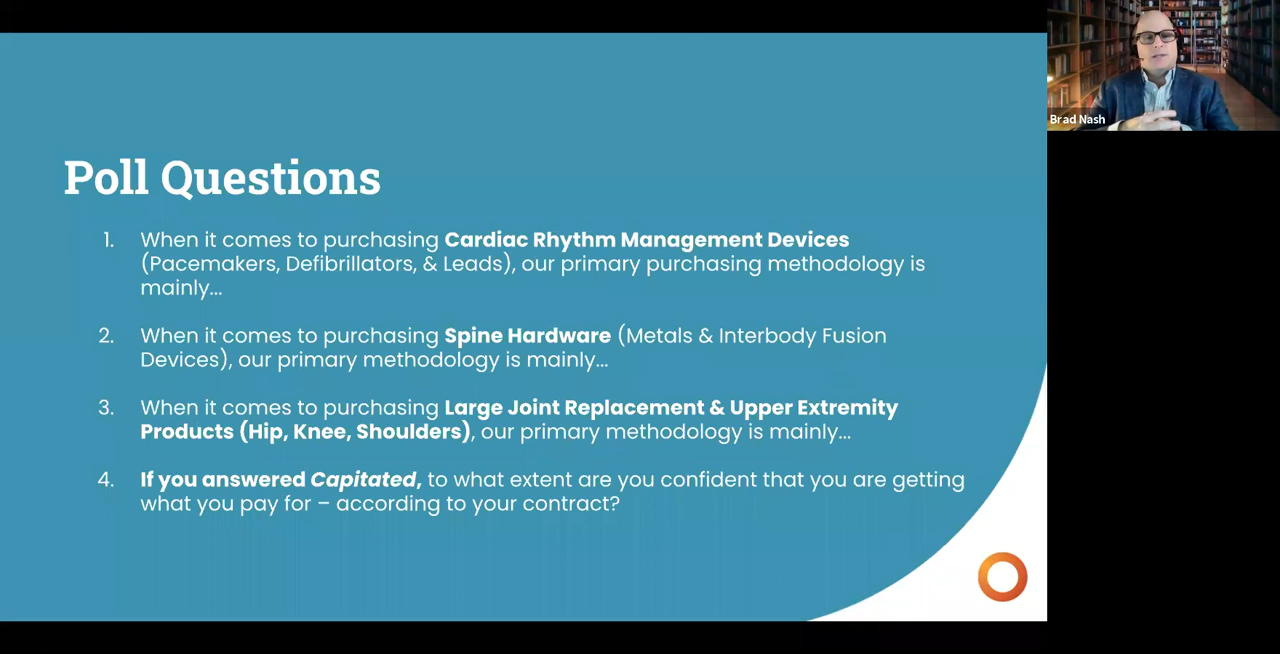 Poll Questions
1. When it comes to purchasing Cardiac Rhythm Management Devices
(Pacemakers, Defibrillators, & Leads), our primary purchasing methodology is
mainly...
2. When it comes to purchasing Spine Hardware (Metals & Interbody Fusion
Devices), our primary methodology is mainly...
3. When it comes to purchasing Large Joint Replacement & Upper Extremity
Products (Hip, Knee, Shoulders), our primary methodology is mainly...
4. If you answered Capitated, to what extent are you confident that you are getting
what you pay for – according to your contract?
Brad Nash